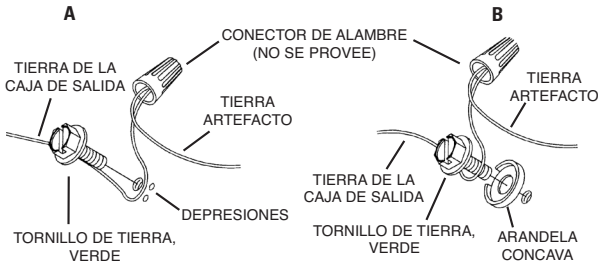 A
B
CONECTOR DE ALAMBRE
(NO SE PROVEE)
TIERRA DE LA
CAJA DE SALIDA
TIERRA
ARTEFACTO
TIERRA
ARTEFACTO
TIERRA DE LA
CAJA DE SALIDA
DEPRESIONES
TORNILLO DE TIERRA,
VERDE
TORNILLO DE TIERRA,
VERDE
ARANDELA
CONCAVA